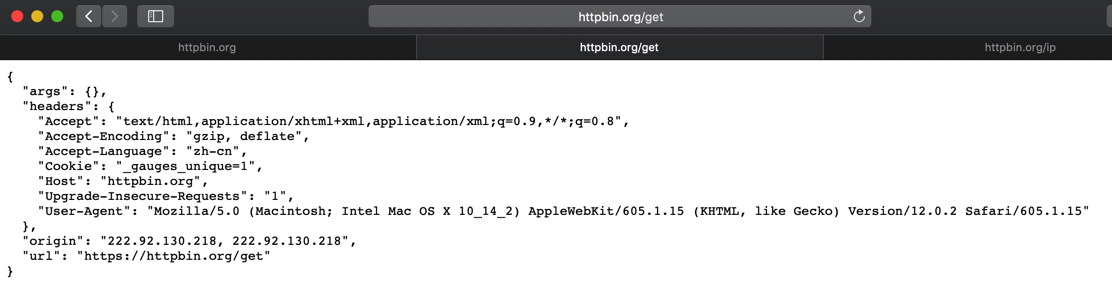 httpbin.org/get
httpbin.org
httpbin.org/get
httpbin.org/ip
{
  "args": {},
  "headers": {
    "Accept": "text/html,application/xhtml+xml,application/xml;q=0.9,*/*;q=0.8",
    "Accept-Encoding": "gzip, deflate",
    "Accept-Language": "zh-cn",
    "Cookie": "_gauges_unique=1",
    "Host": "httpbin.org",
    "Upgrade-Insecure-Requests": "1",
    "User-Agent": "Mozilla/5.0 (Macintosh; Intel Mac OS X 10_14_2) AppleWebKit/605.1.15 (KHTML, like Gecko) Version/12.0.2 Safari/605.1.15"
  },
  "origin": "222.92.130.218, 222.92.130.218",
  "url": "https://httpbin.org/get"
}